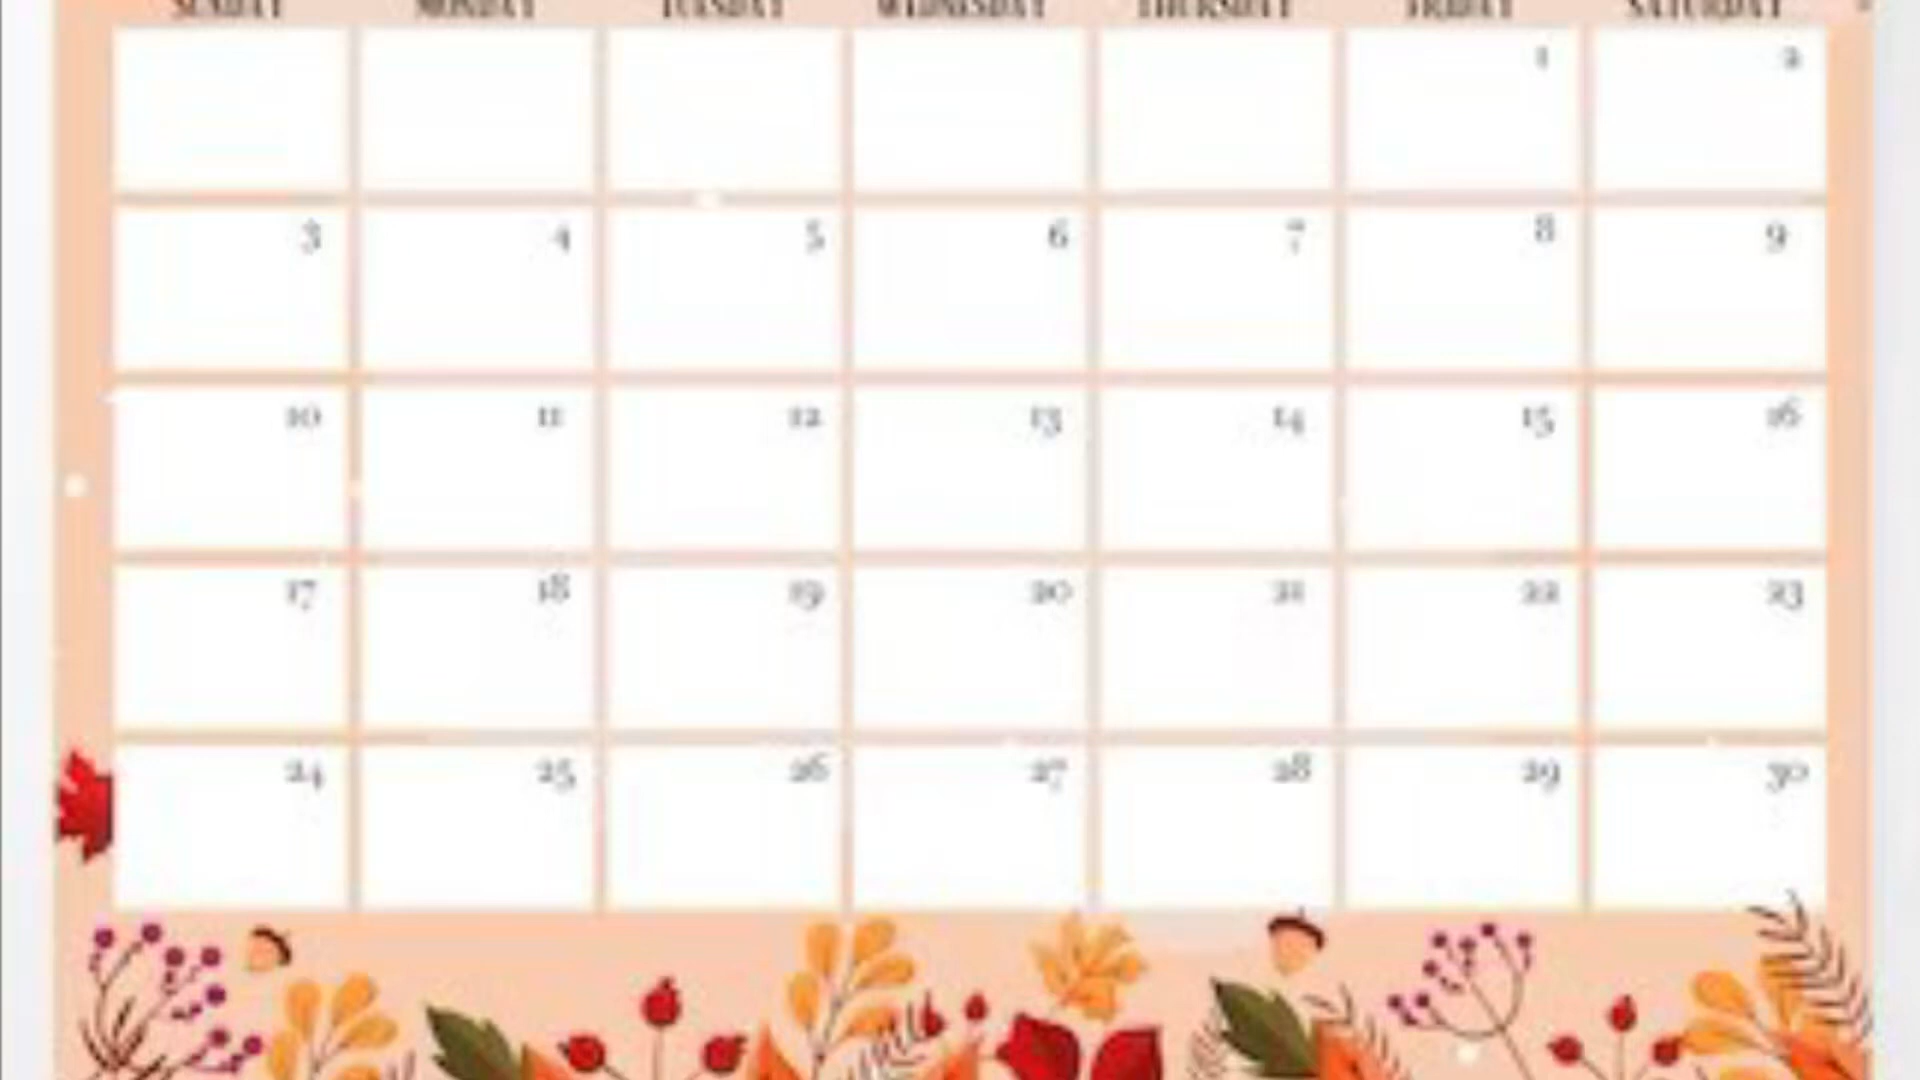 SUNDAY MONDAY TUESDAY WEDNESDAY THURSDAY FRIDAY SATURDAY
1 2
3 4 5 6 7 8 9
10 11 12 13 14 15 16
17 18 19 20 21 22 23
24 25 26 27 28 29 30